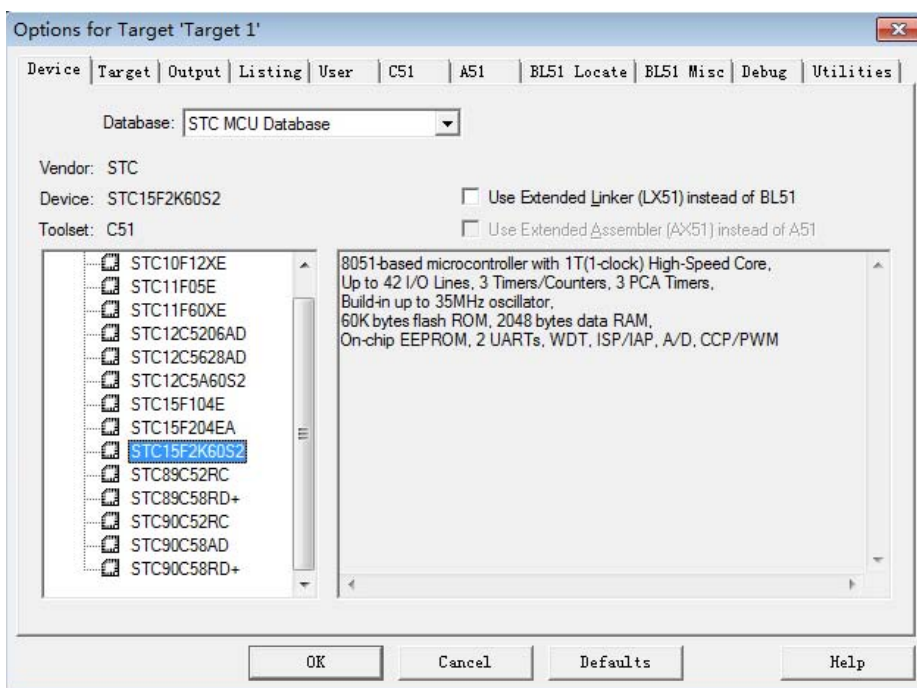 Options for Target 'Target 1'
Device Target Output Listing User C51 A51 BL51 Locate BL51 Misc Debug Utilities
Database: STC MCU Database
Vendor: STC
Device: STC15F2K60S2
Use Extended Linker (LX51) instead of BL51
Toolset: C51
Use Extended Assembler (AX51) instead of A51
STC10F12XE
STC11F05E
STC11F60XE
STC12C5206AD
STC12C5628AD
STC12C5A60S2
STC15F104E
STC15F204EA
STC15F2K60S2
STC89C52RC
STC89C58RD+
STC90C52RC
STC90C58AD
STC90C58RD+
8051-based microcontroller with 1T(1-clock) High-Speed Core,
Up to 42 I/O Lines, 3 Timers/Counters, 3 PCA Timers,
Build-in up to 35MHz oscillator,
60K bytes flash ROM, 2048 bytes data RAM,
On-chip EEPROM, 2 UARTs, WDT, ISP/IAP, A/D, CCP/PWM
OK Cancel Defaults Help